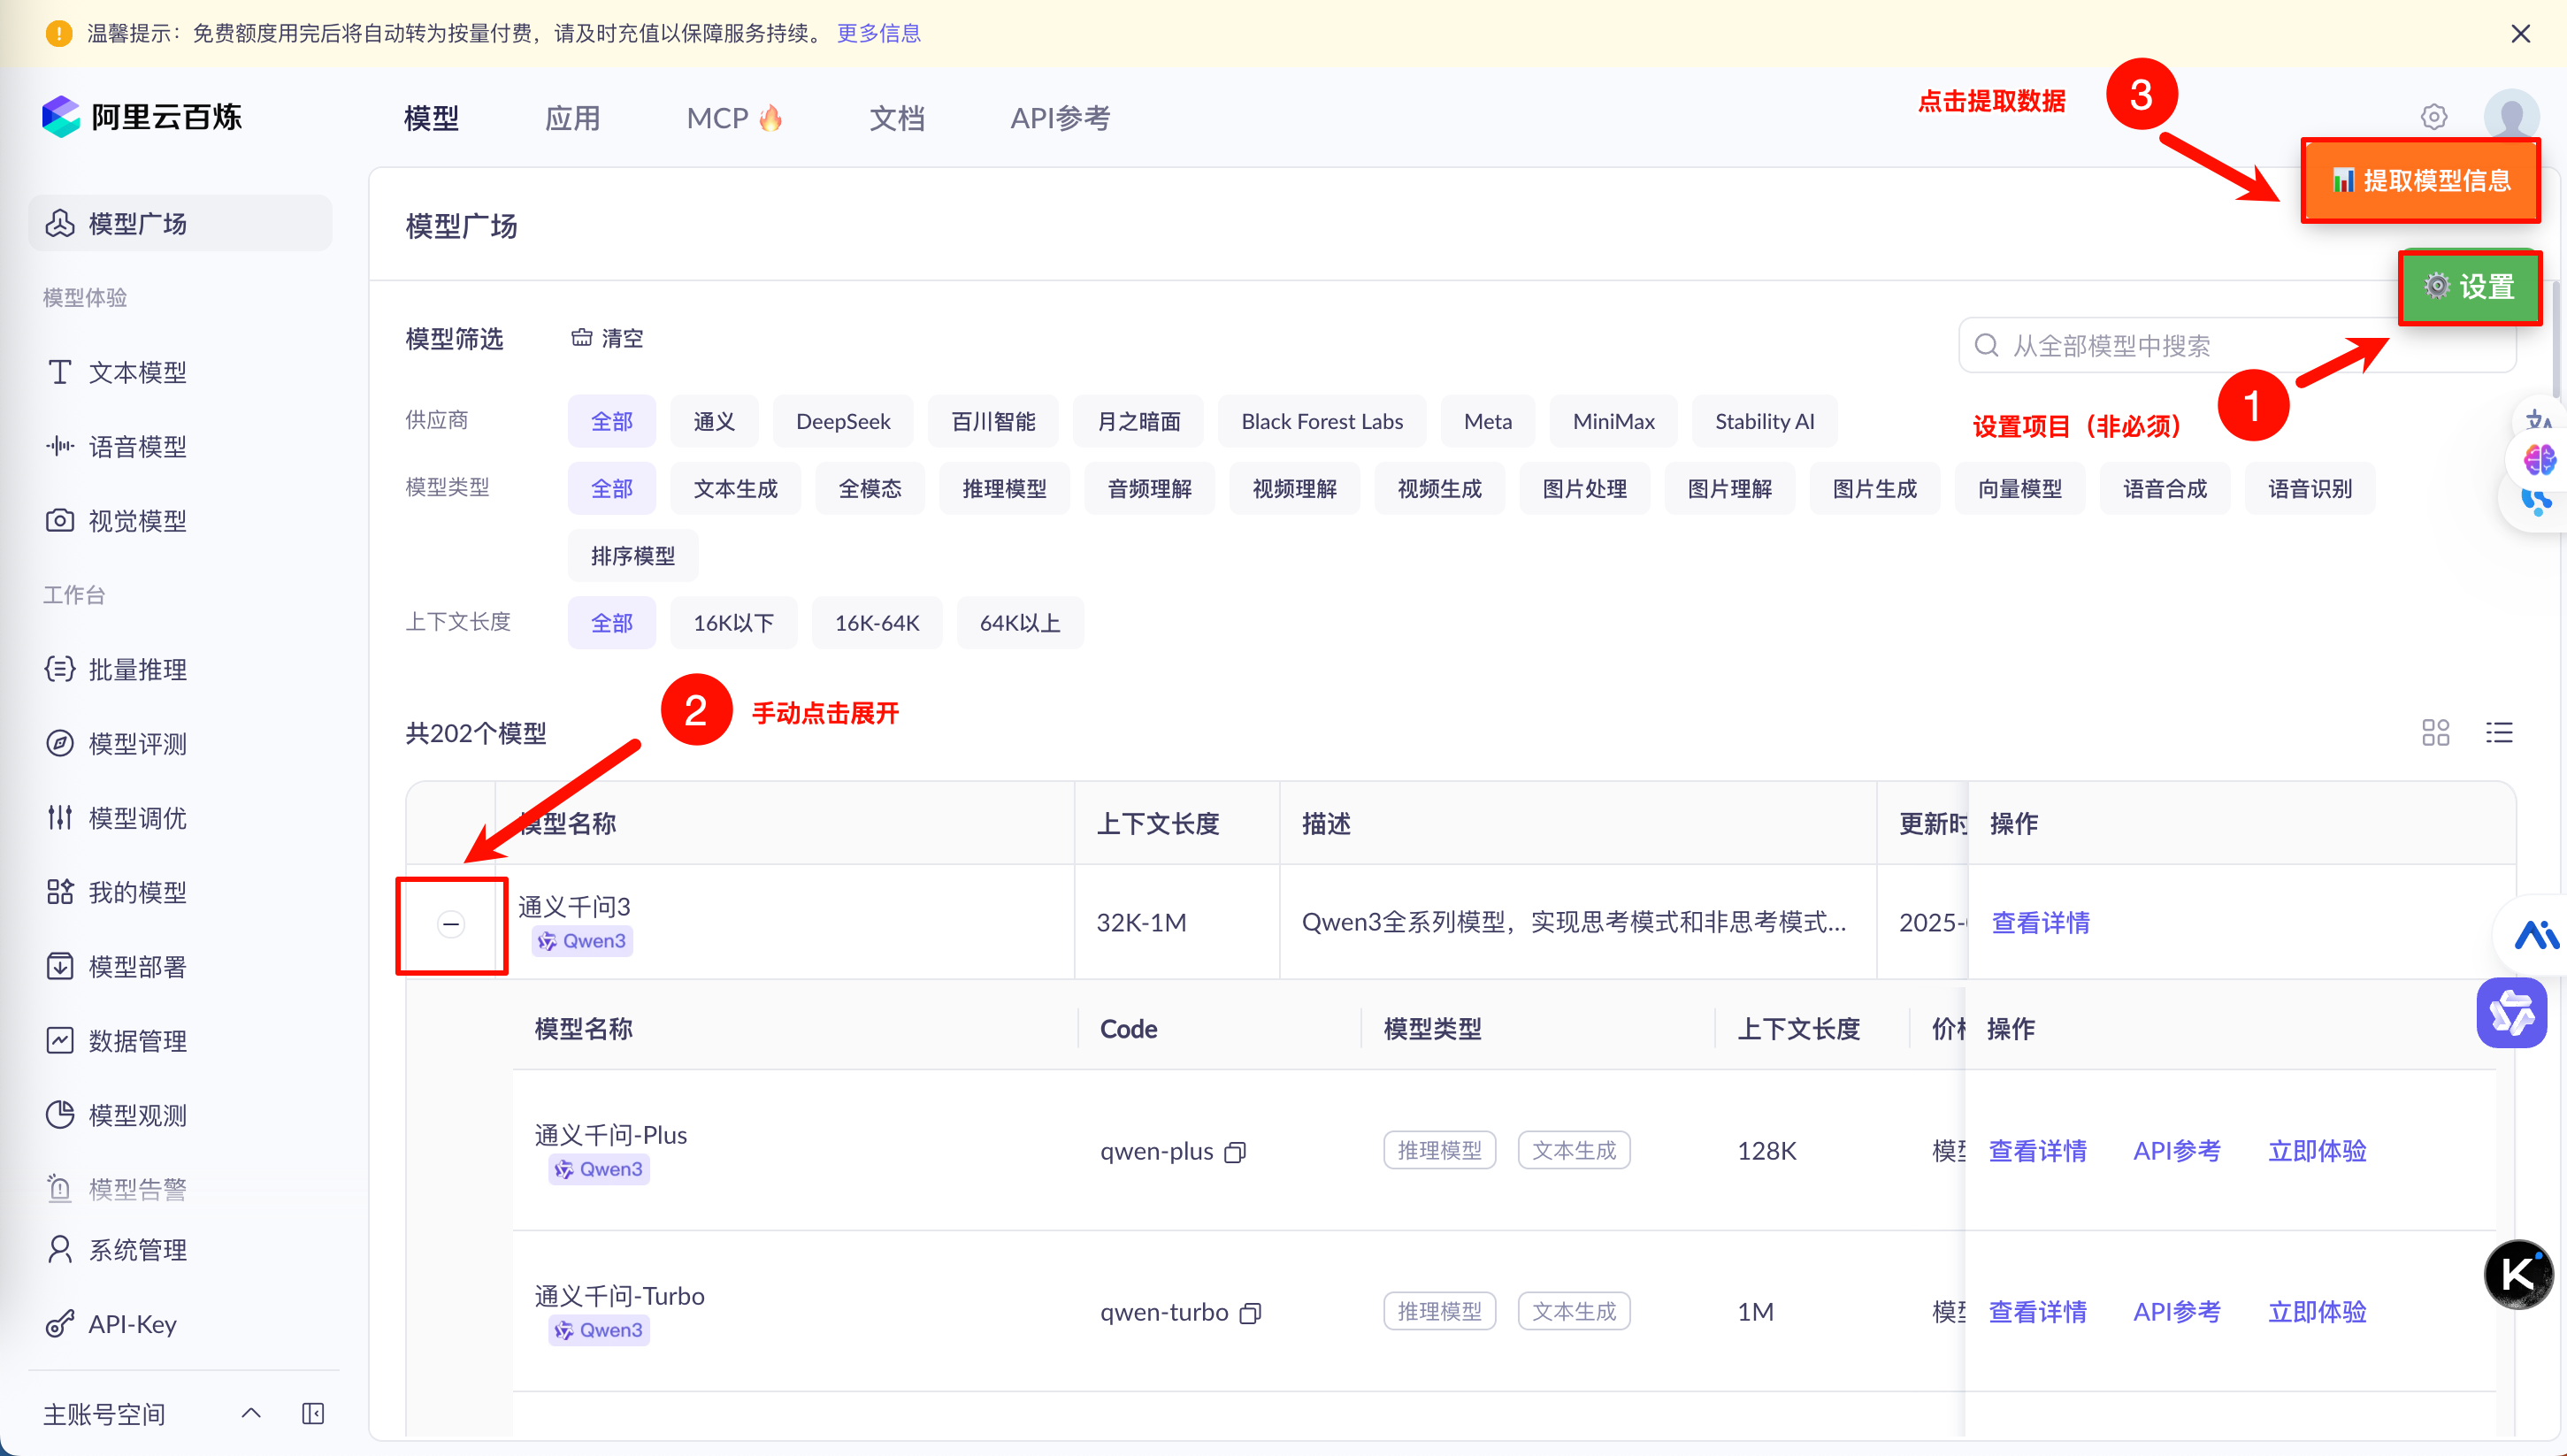 温馨提示：免费额度用完后将自动转为按量付费，请及时充值以保障服务持续。 更多信息
阿里云百炼
模型 应用 MCP 文档 API参考
点击提取数据 3
提取模型信息
设置
模型广场
模型体验
文本模型
语音模型
视觉模型
工作台
批量推理
模型评测
模型调优
我的模型
模型部署
数据管理
模型观测
模型告警
系统管理
API-Key
主账号空间
模型广场
模型筛选 清空
从全部模型中搜索
设置项目（非必须） 1
供应商 全部 通义 DeepSeek 百川智能 月之暗面 Black Forest Labs Meta MiniMax Stability AI
模型类型 全部 文本生成 全模态 推理模型 音频理解 视频理解 视频生成 图片处理 图片理解 图片生成 向量模型 语音合成 语音识别
排序模型
上下文长度 全部 16K以下 16K-64K 64K以上
2 手动点击展开
共202个模型
模型名称 上下文长度 描述 更新时 操作
通义千问3 32K-1M Qwen3全系列模型，实现思考模式和非思考模式... 2025- 查看详情
Qwen3
模型名称 Code 模型类型 上下文长度 价 操作
通义千问-Plus qwen-plus 推理模型 文本生成 128K 模 查看详情 API参考 立即体验
Qwen3
通义千问-Turbo qwen-turbo 推理模型 文本生成 1M 模 查看详情 API参考 立即体验
Qwen3